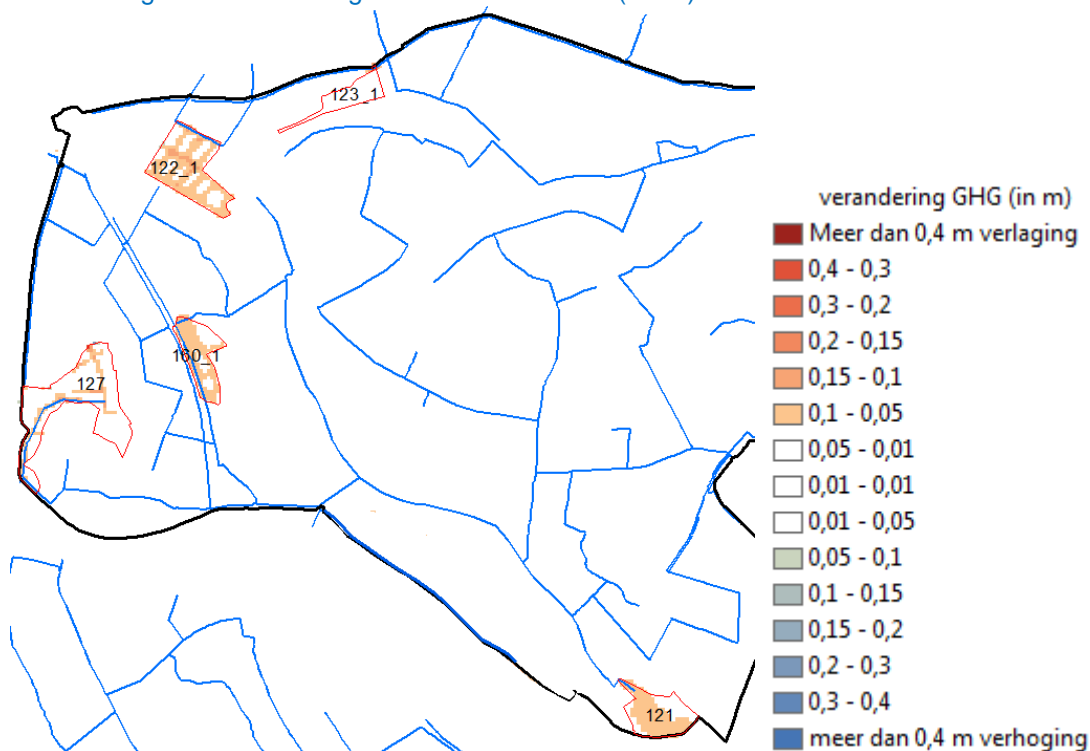 123_1
122_1
160_1
127
121
verandering GHG (in m)
Meer dan 0,4 m verlaging
0,4 - 0,3
0,3 - 0,2
0,2 - 0,15
0,15 - 0,1
0,1 - 0,05
0,05 - 0,01
0,01 - 0,01
0,01 - 0,05
0,05 - 0,1
0,1 - 0,15
0,15 - 0,2
0,2 - 0,3
0,3 - 0,4
meer dan 0,4 m verhoging